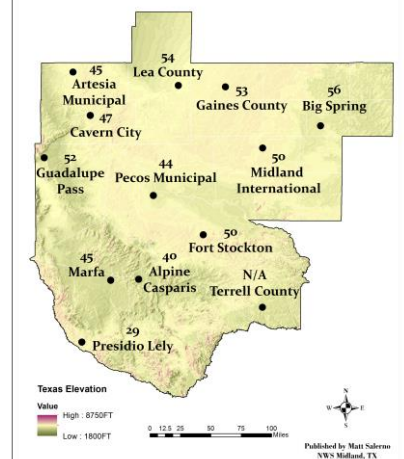 45
Artesia
Municipal
54
Lea County
53
Gaines County
56
Big Spring
47
Cavern City
52
Guadalupe
Pass
44
Pecos Municipal
50
Midland
International
50
Fort Stockton
45
Marfa
40
Alpine
Casparis
N/A
Terrell County
29
Presidio Lely
Texas Elevation
Value
High : 8750FT
Low : 1800FT
0 12.5 25 50 75 100
Miles
N
W E
S
Published by Matt Salerno
NWS Midland, TX